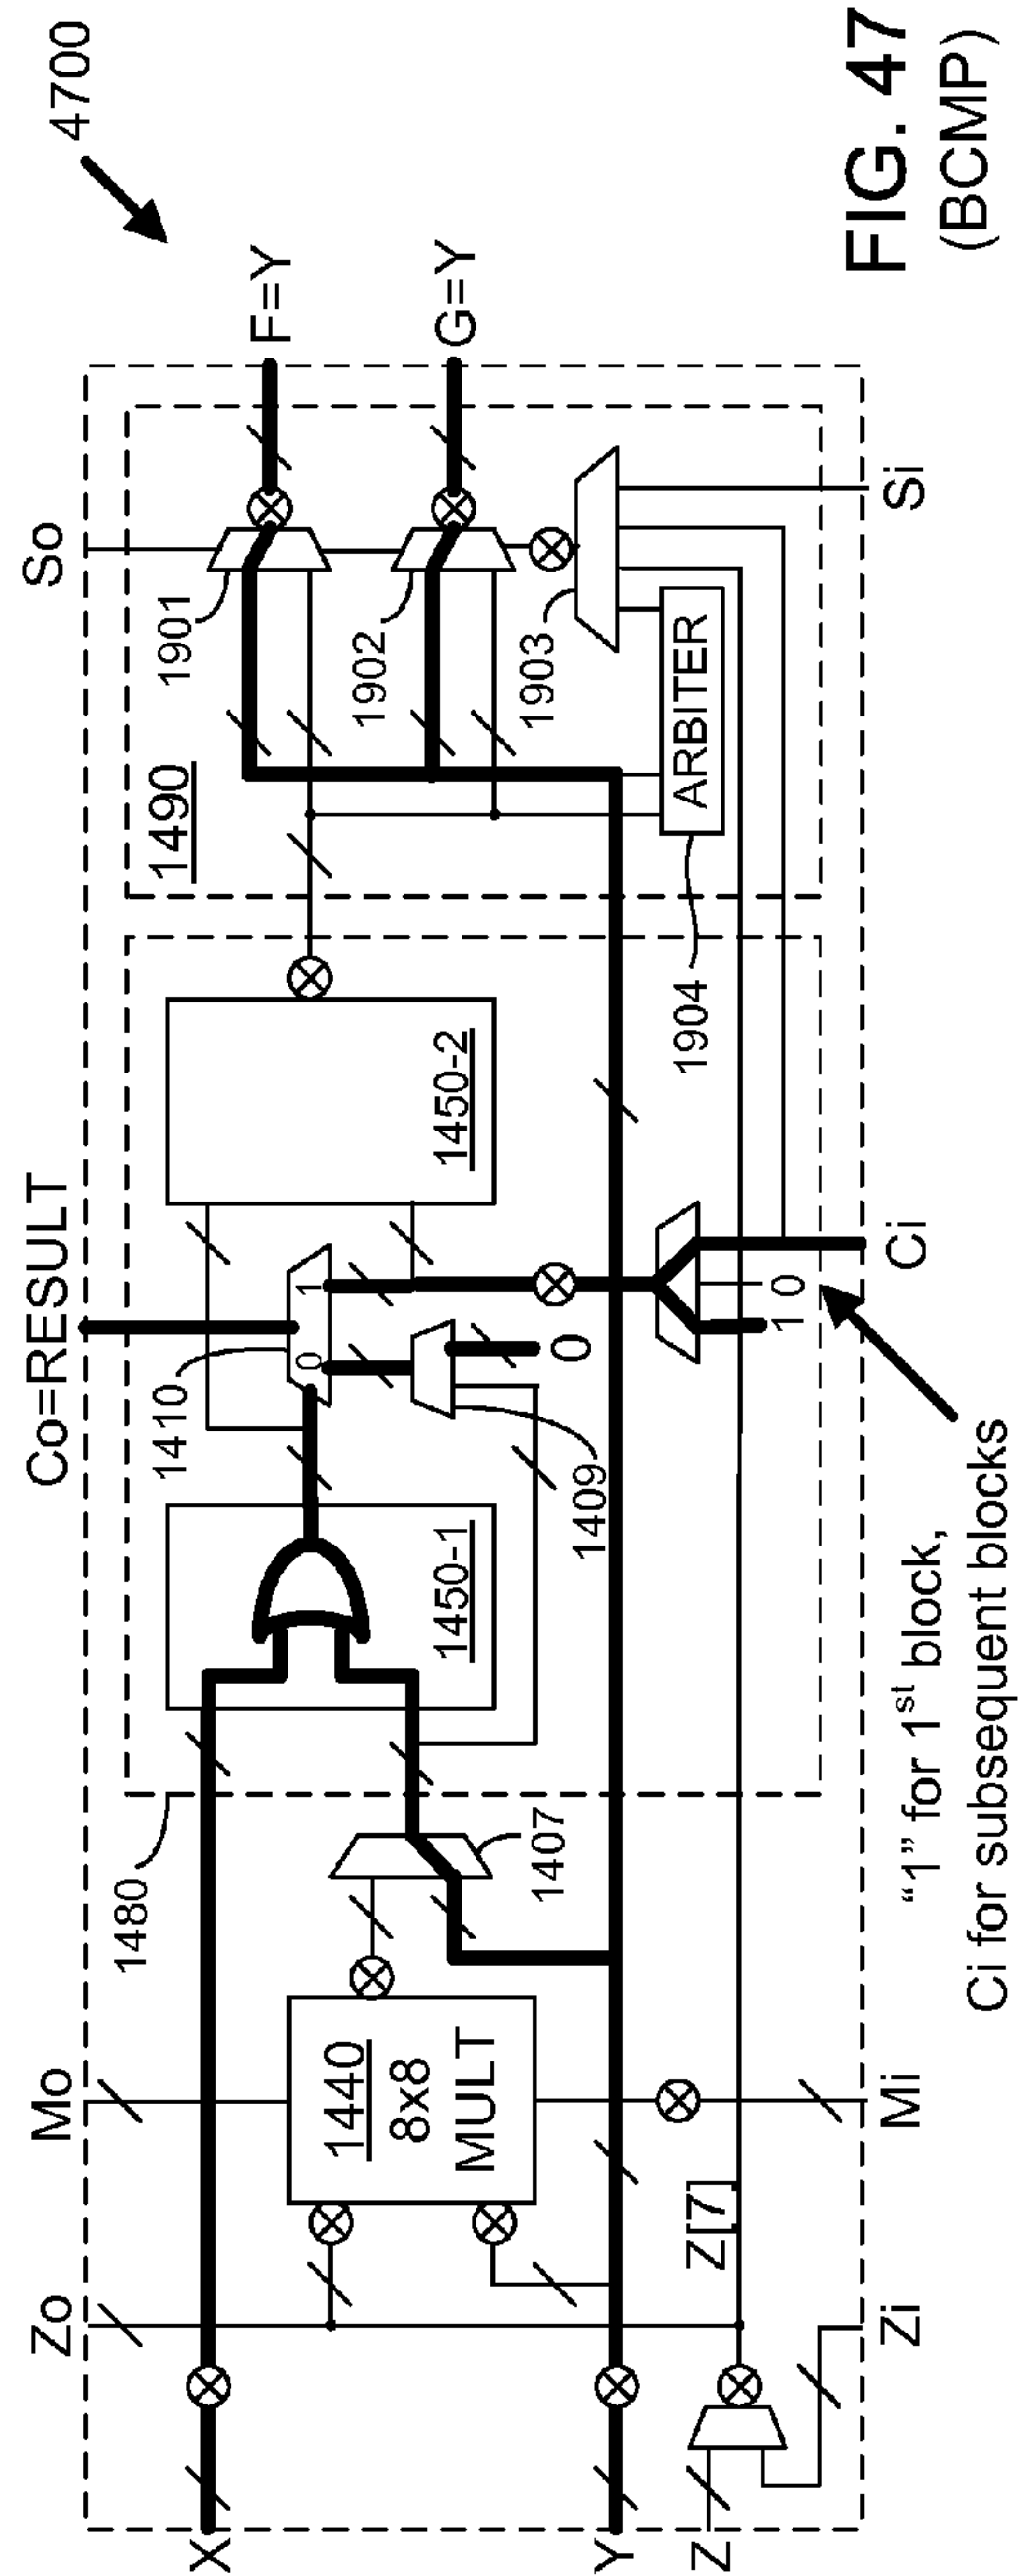 4700
Co=RESULT
So
Mo
Zo
1480
1410
1490
1901
F=Y
1902
G=Y
1903
ARBITER
1904
1450-1
1450-2
0 1
1409
0
1440
8x8
MULT
1407
X
Y
Z
Z[7]
1 0
Zi
Mi
Ci
Si
"1" for 1st block,
Ci for subsequent blocks
FIG. 47
(BCMP)